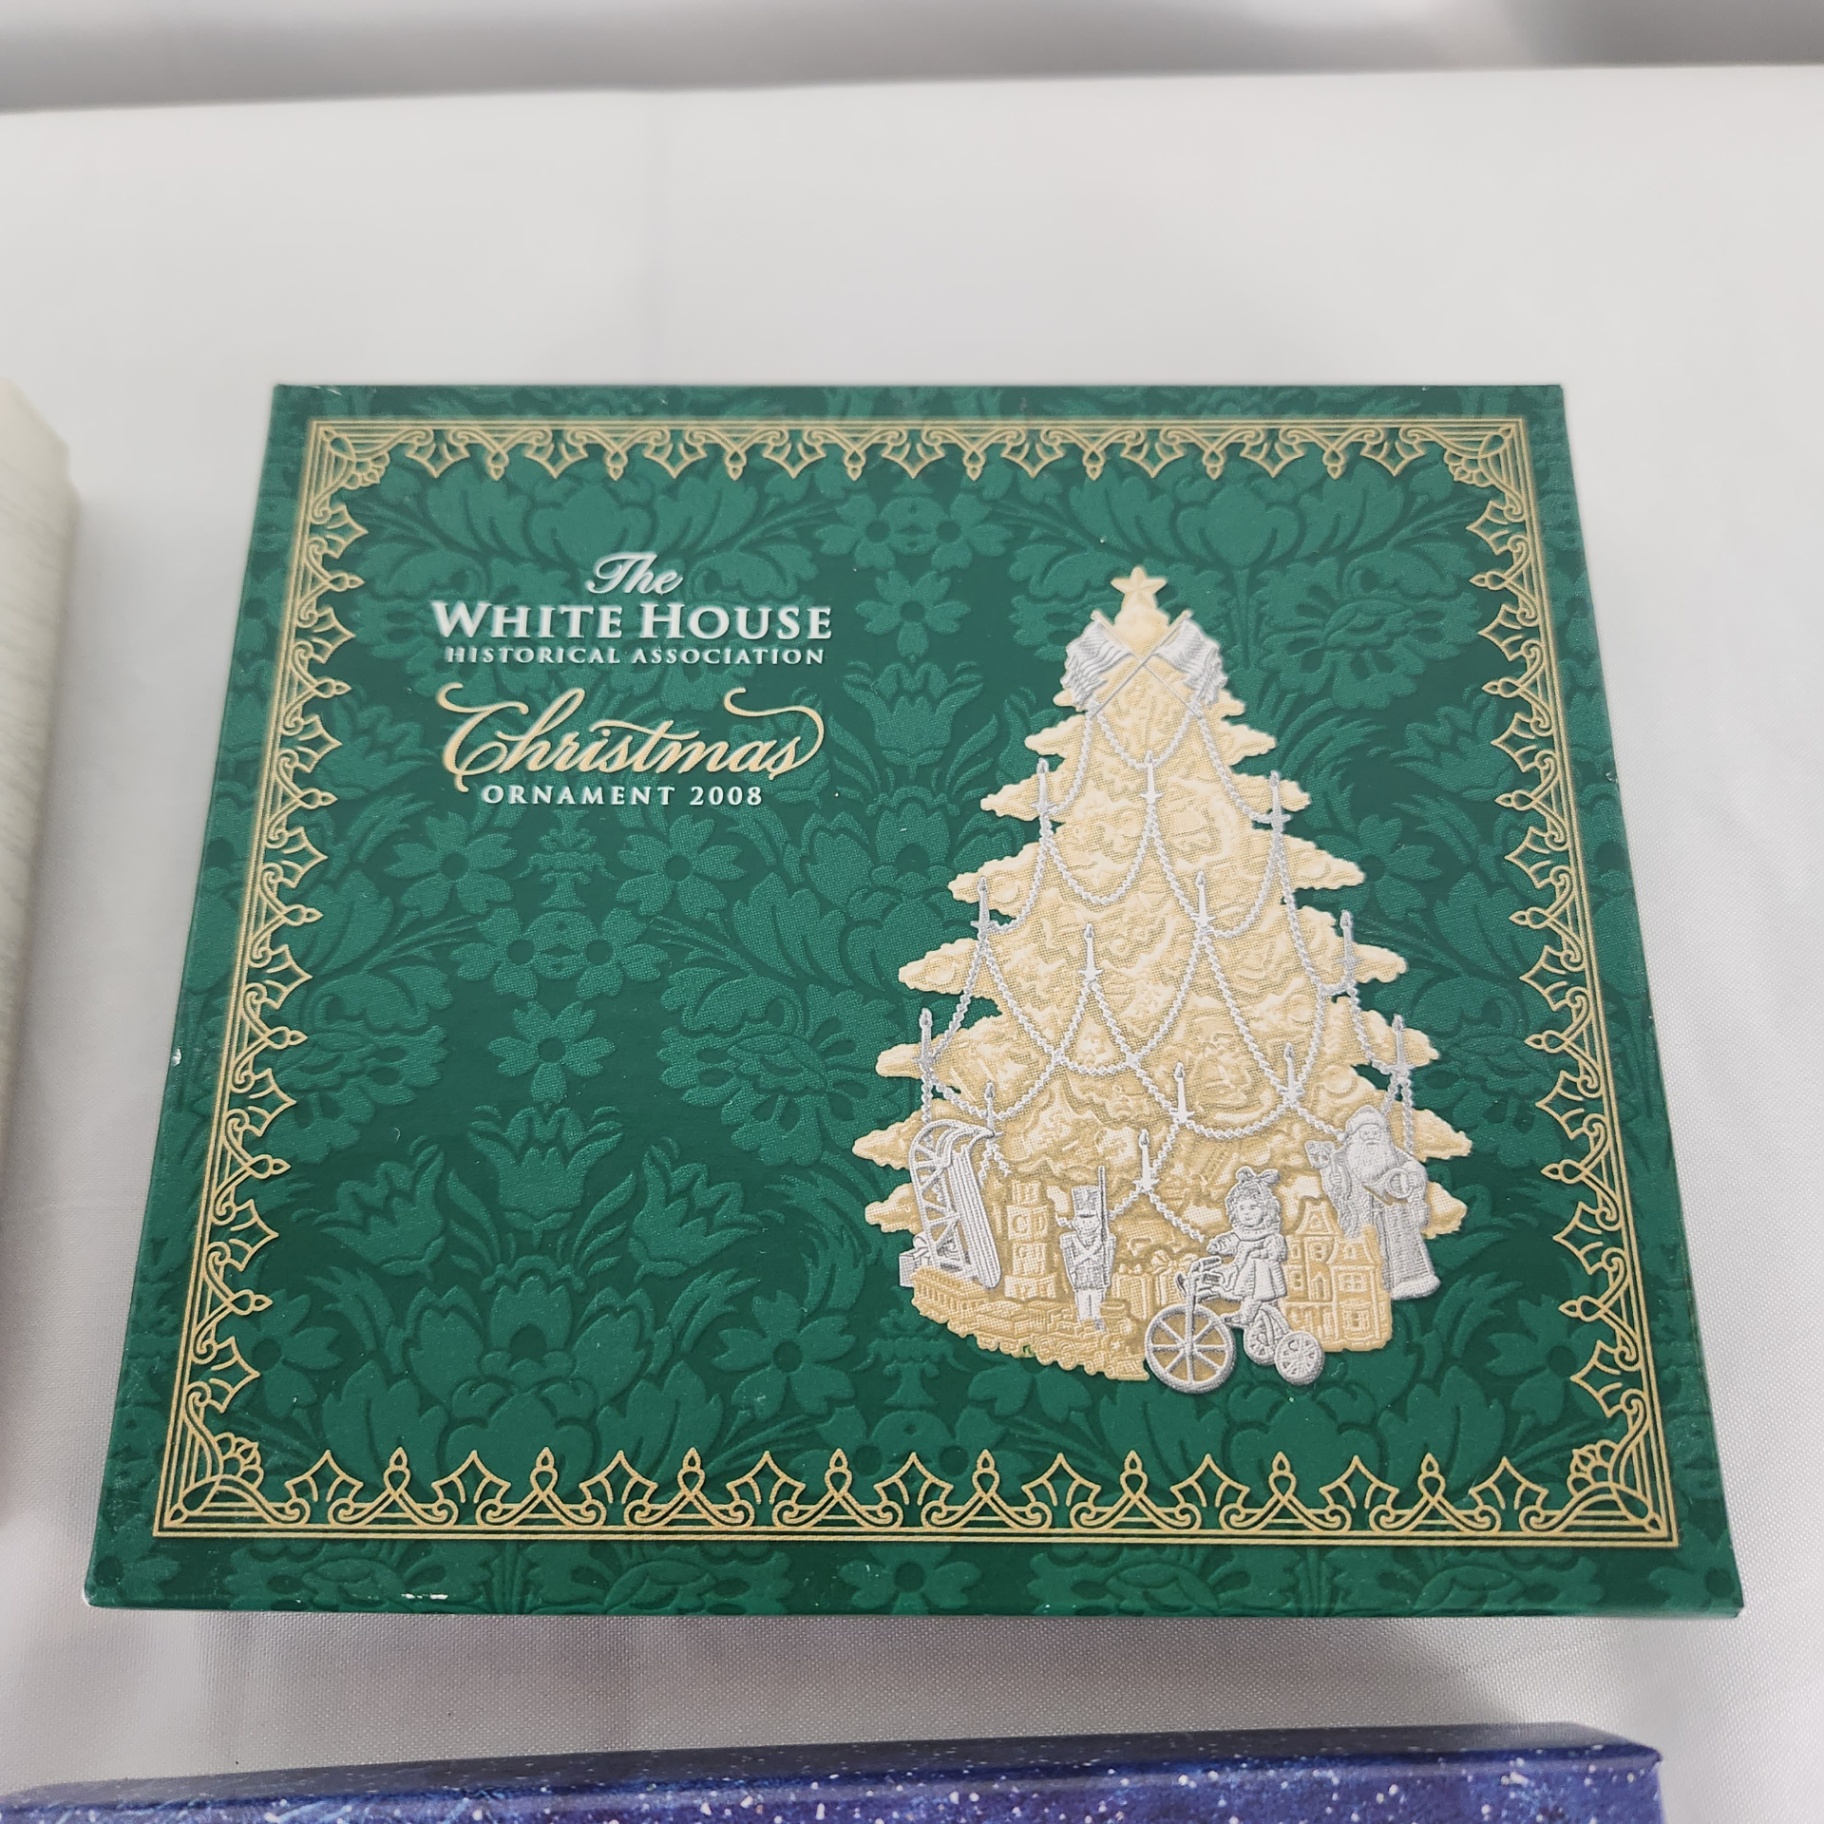 The
WHITE HOUSE
HISTORICAL ASSOCIATION
Christmas
ORNAMENT 2008